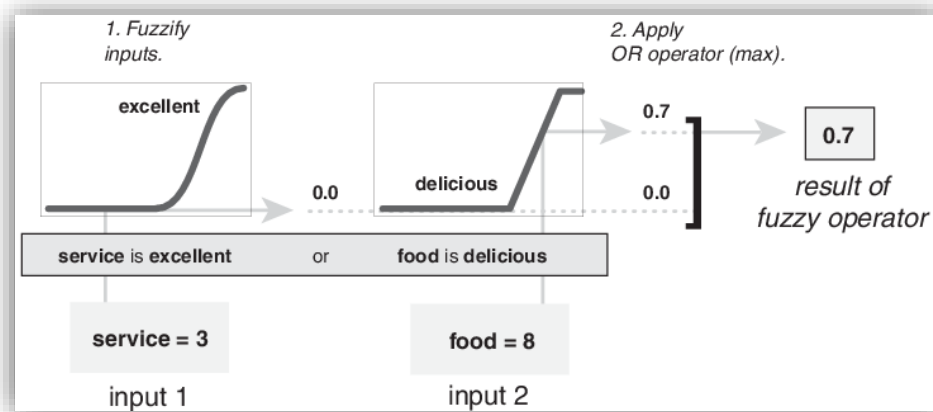 1. Fuzzify
inputs.
2. Apply
OR operator (max).
excellent
0.7
0.7
delicious
0.0
0.0
result of
fuzzy operator
service is excellent or food is delicious
service = 3
food = 8
input 1
input 2